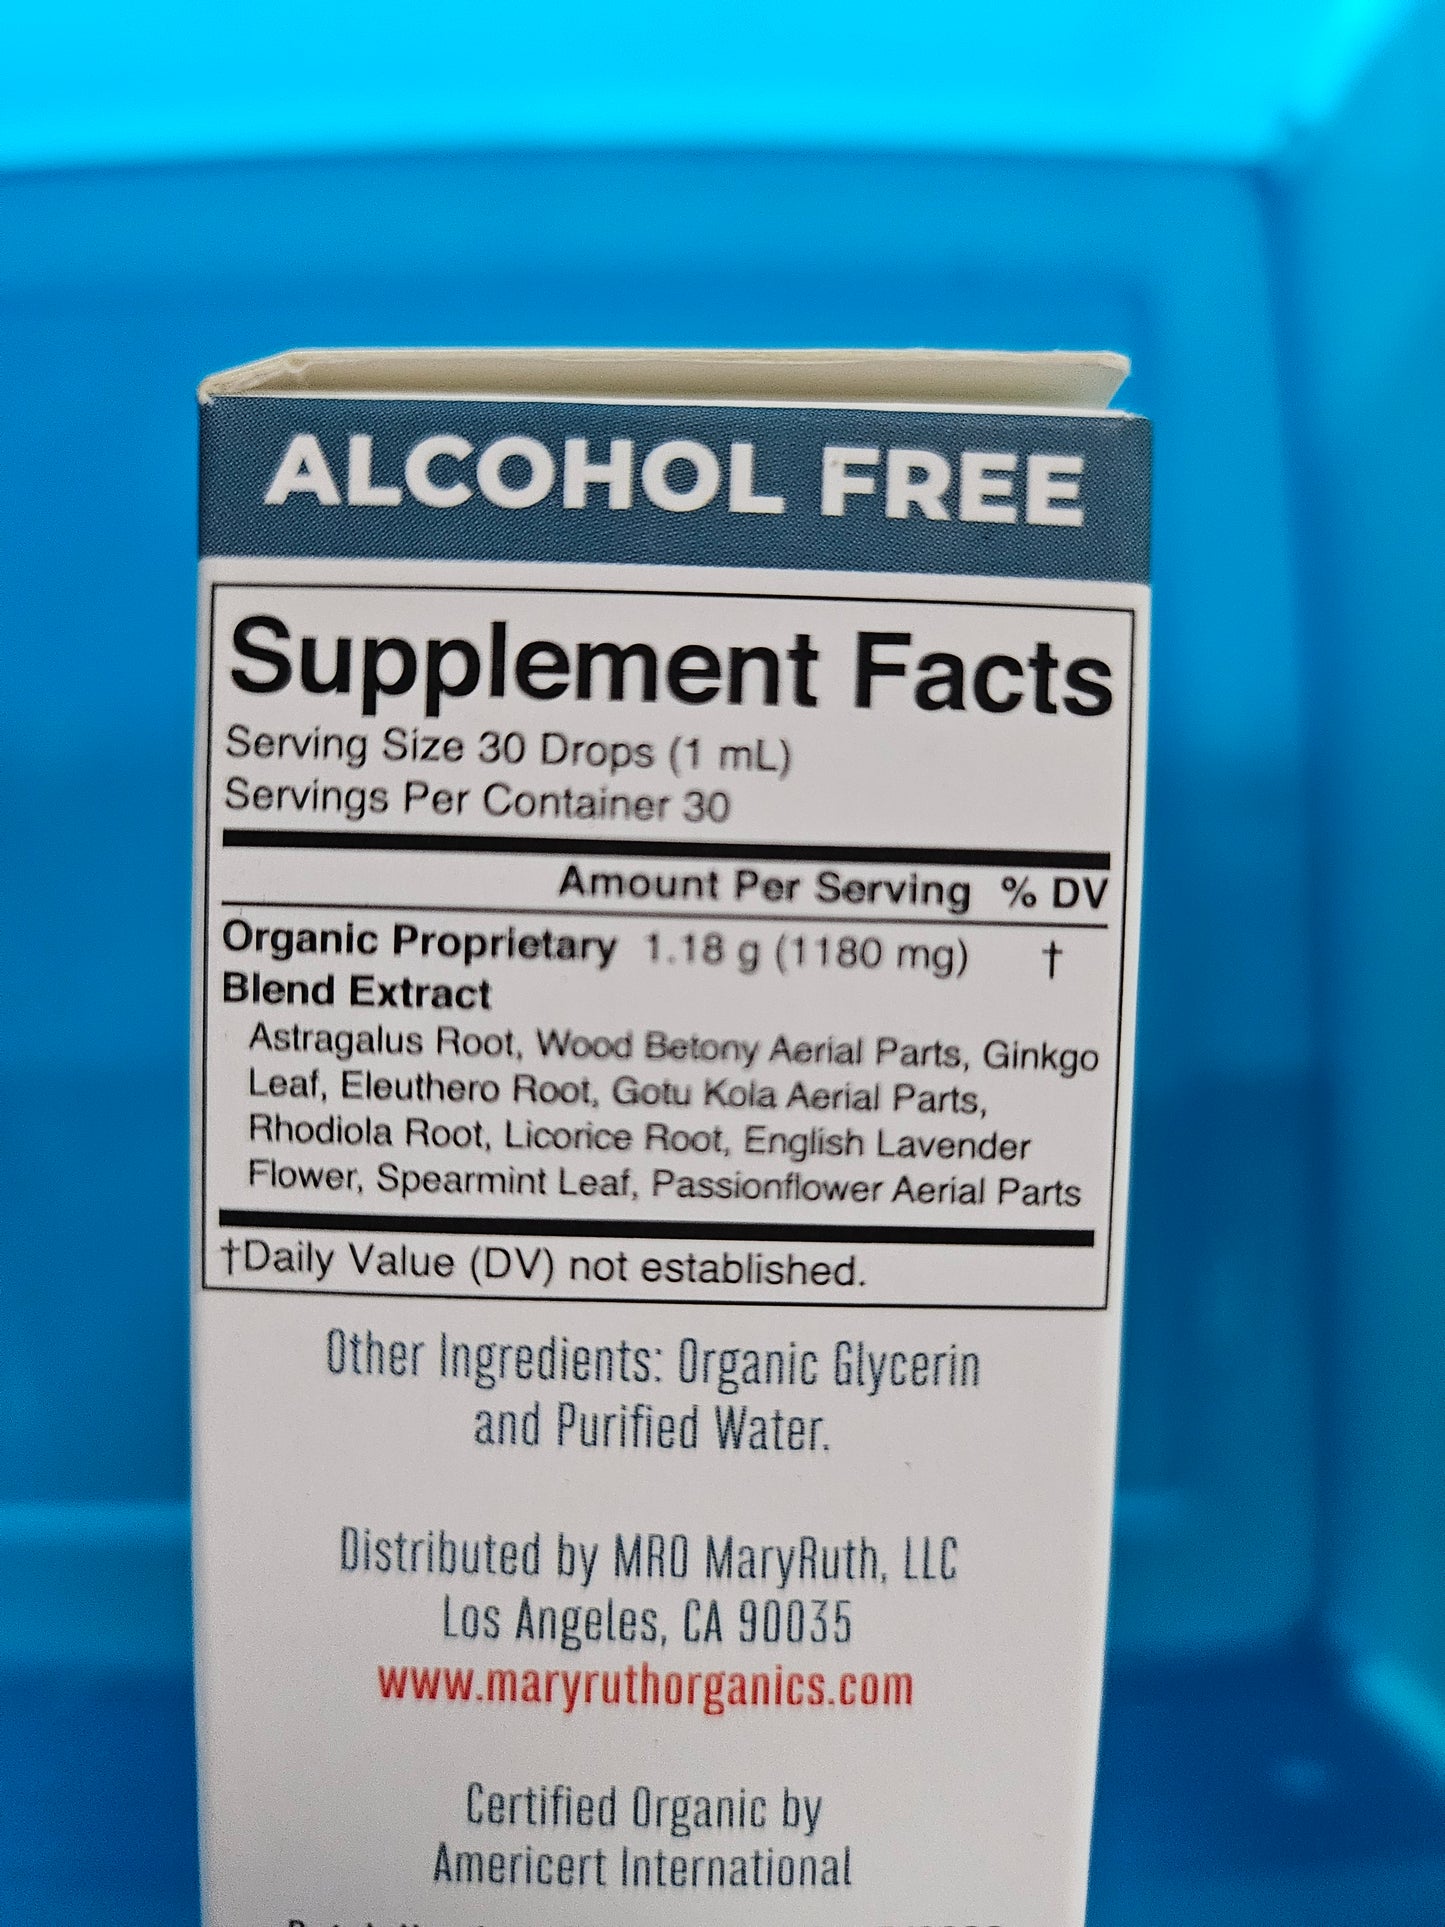 ALCOHOL FREE
Supplement Facts
Serving Size 30 Drops (1 mL)
Servings Per Container 30
Amount Per Serving % DV
Organic Proprietary 1.18 g (1180 mg) †
Blend Extract
Astragalus Root, Wood Betony Aerial Parts, Ginkgo
Leaf, Eleuthero Root, Gotu Kola Aerial Parts,
Rhodiola Root, Licorice Root, English Lavender
Flower, Spearmint Leaf, Passionflower Aerial Parts
†Daily Value (DV) not established.
Other Ingredients: Organic Glycerin
and Purified Water.
Distributed by MRO MaryRuth, LLC
Los Angeles, CA 90035
www.maryruthorganics.com
Certified Organic by
Americert International